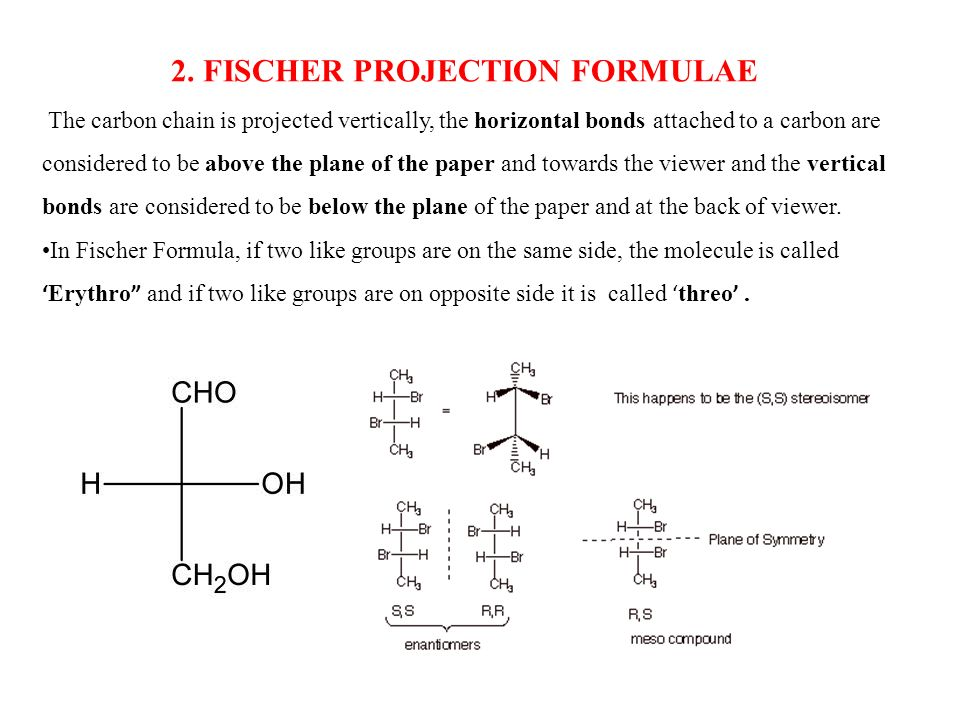 2. FISCHER PROJECTION FORMULAE
The carbon chain is projected vertically, the horizontal bonds attached to a carbon are
considered to be above the plane of the paper and towards the viewer and the vertical
bonds are considered to be below the plane of the paper and at the back of viewer.
•In Fischer Formula, if two like groups are on the same side, the molecule is called
‘Erythro” and if two like groups are on opposite side it is called ‘threo’ .
CHO
H OH
CH2OH
CH3
H Br
Br H
CH3
=
CH3
H Br
Br H
CH3
This happens to be the (S,S) stereoisomer
CH3
H Br
Br H
CH3
S,S
CH3
Br H
H Br
CH3
R,R
enantiomers
CH3
H Br
H Br
CH3
Plane of Symmetry
R,S
meso compound